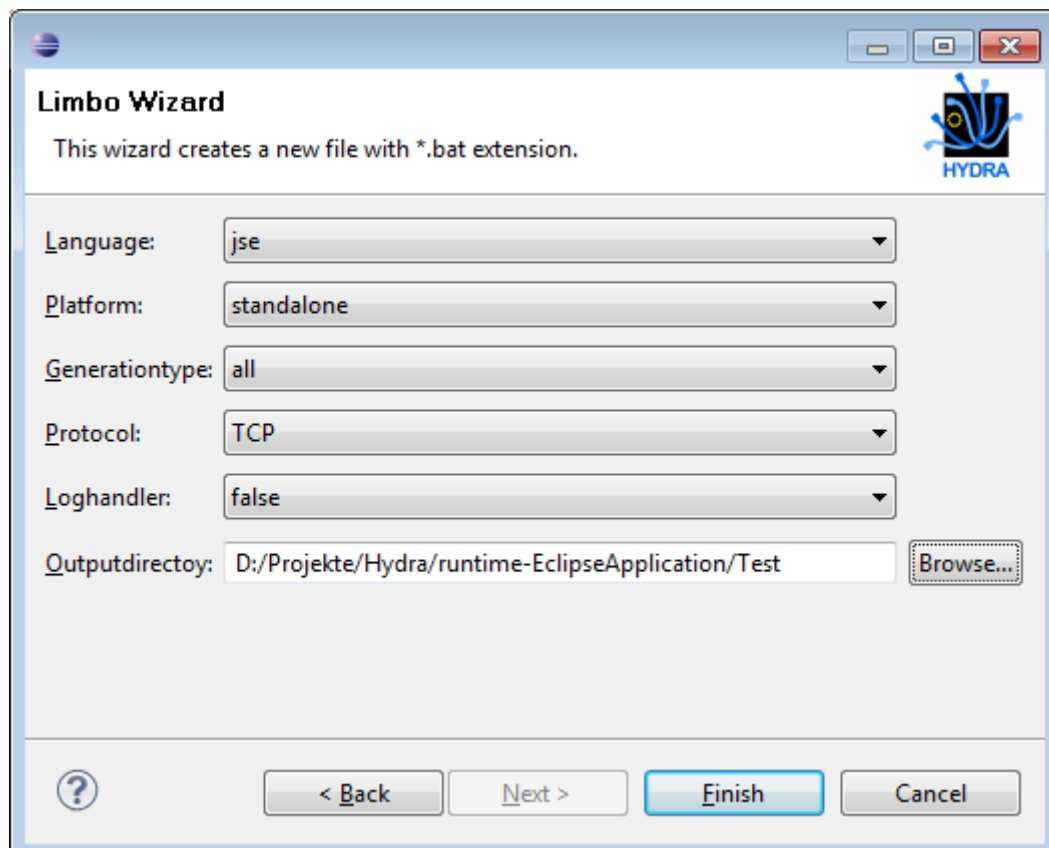 Limbo Wizard
This wizard creates a new file with *.bat extension.
HYDRA
Language: jse
Platform: standalone
Generationtype: all
Protocol: TCP
Loghandler: false
Outputdirectoy: D:/Projekte/Hydra/runtime-EclipseApplication/Test Browse...
? < Back Next > Finish Cancel